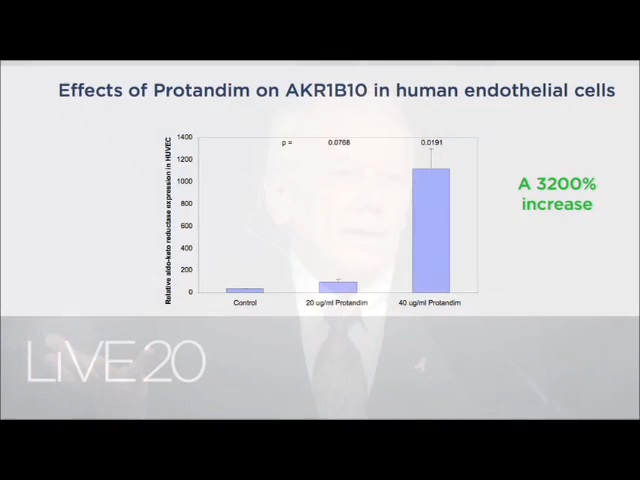 Effects of Protandim on AKR1B10 in human endothelial cells
Relative aldo-keto reductase expression in HUVEC
1400
1200
1000
800
600
400
200
0
p = 0.0768 0.0191
Control 20 ug/ml Protandim 40 ug/ml Protandim
A 3200%
increase
LiVE20